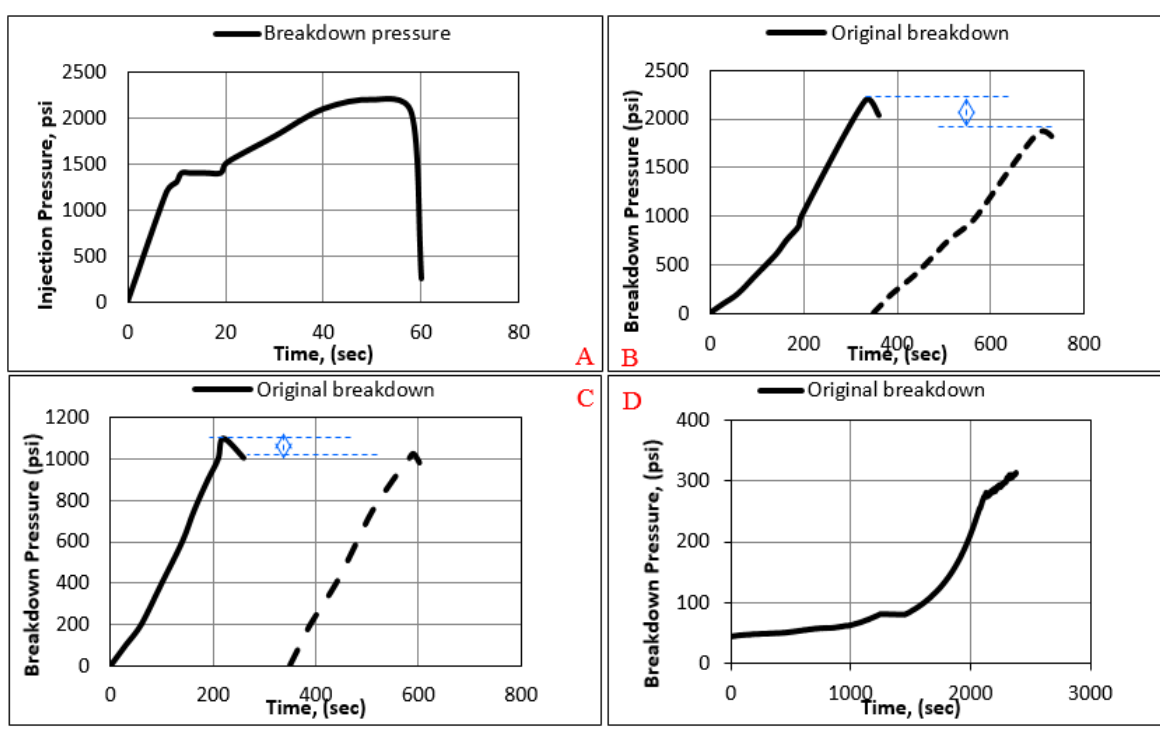 Breakdown pressure
Injection Pressure, psi
2500
2000
1500
1000
500
0
0 20 40 60 80
Time, (sec)
A
Original breakdown
Breakdown Pressure (psi)
2500
2000
1500
1000
500
0
0 200 400 600 800
Time, (sec)
B
Original breakdown
C
Breakdown Pressure (psi)
1200
1000
800
600
400
200
0
0 200 400 600 800
Time, (sec)
Original breakdown
D
Breakdown Pressure, (psi)
400
300
200
100
0
0 1000 2000 3000
Time, (sec)